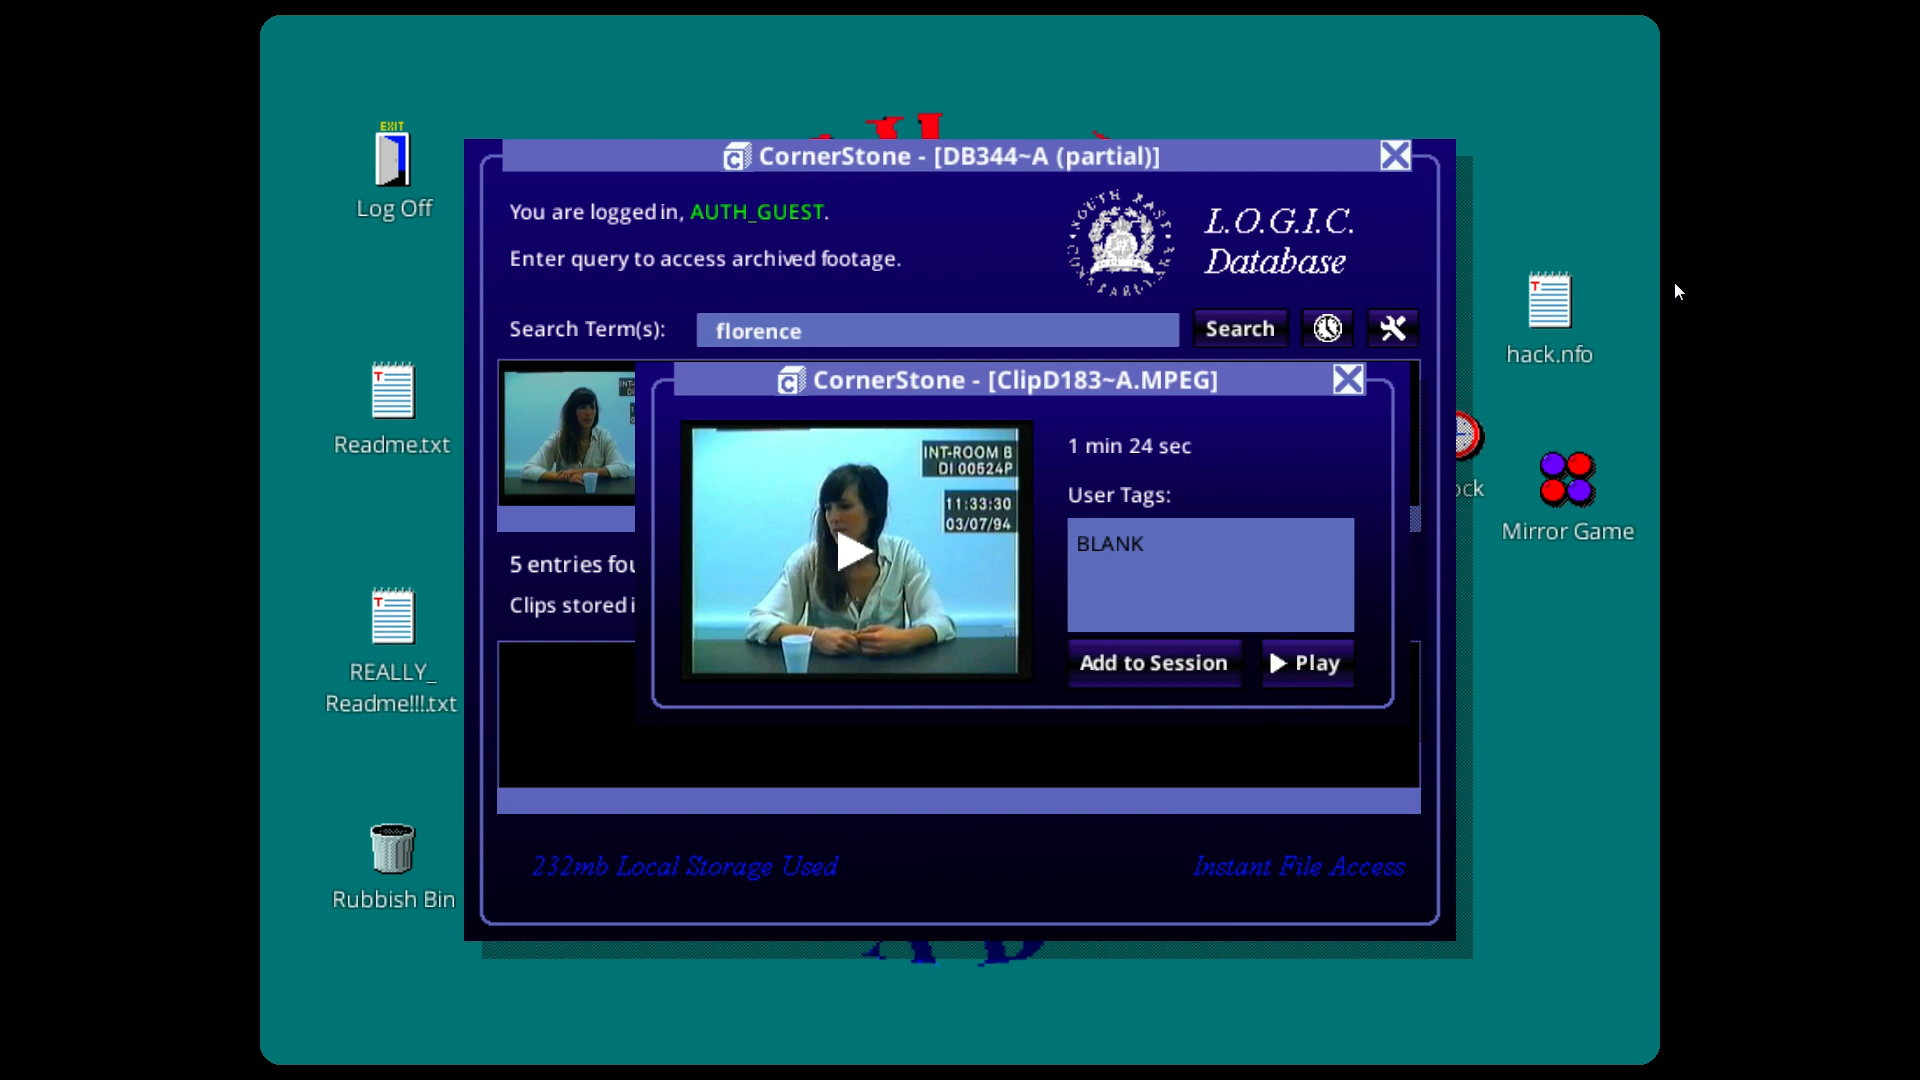 EXIT
Log Off
Readme.txt
REALLY_
Readme!!!.txt
Rubbish Bin
CornerStone - [DB344~A (partial)]
You are logged in, AUTH_GUEST.
Enter query to access archived footage.
L.O.G.I.C.
Database
Search Term(s):
florence
Search
CornerStone - [ClipD183~A.MPEG]
INT-ROOM B
DI 00524P
11:33:30
03/07/94
1 min 24 sec
User Tags:
BLANK
Add to Session
Play
5 entries fou
Clips stored i
232mb Local Storage Used
Instant File Access
hack.nfo
ock
Mirror Game